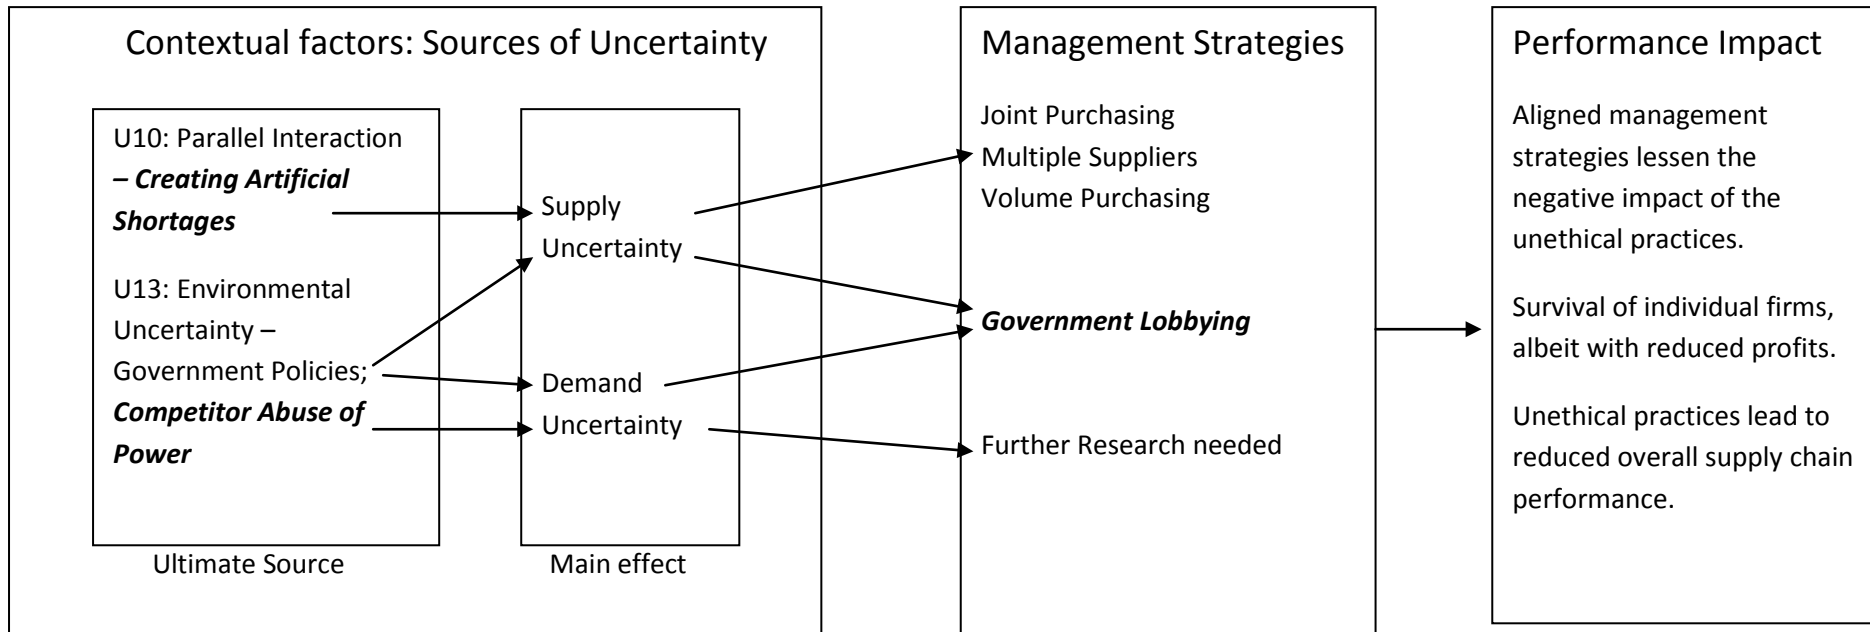 Contextual factors: Sources of Uncertainty
U10: Parallel Interaction
– Creating Artificial
Shortages
U13: Environmental
Uncertainty –
Government Policies;
Competitor Abuse of
Power
Ultimate Source
Supply
Uncertainty
Demand
Uncertainty
Main effect
Management Strategies
Joint Purchasing
Multiple Suppliers
Volume Purchasing
Government Lobbying
Further Research needed
Performance Impact
Aligned management
strategies lessen the
negative impact of the
unethical practices.
Survival of individual firms,
albeit with reduced profits.
Unethical practices lead to
reduced overall supply chain
performance.